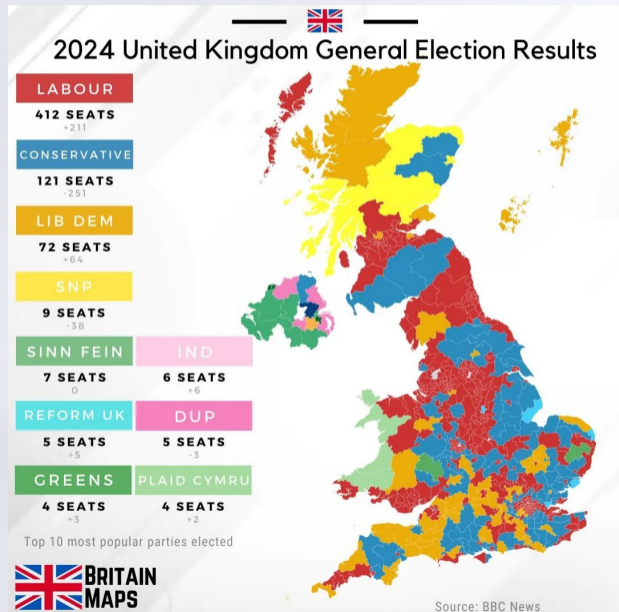 2024 United Kingdom General Election Results
LABOUR
412 SEATS
+211
CONSERVATIVE
121 SEATS
-251
LIB DEM
72 SEATS
+64
SNP
9 SEATS
-38
SINN FEIN
7 SEATS
0
IND
6 SEATS
+6
REFORM UK
5 SEATS
+5
DUP
5 SEATS
-3
GREENS
4 SEATS
+3
PLAID CYMRU
4 SEATS
+2
Top 10 most popular parties elected
BRITAIN
MAPS
Source: BBC News